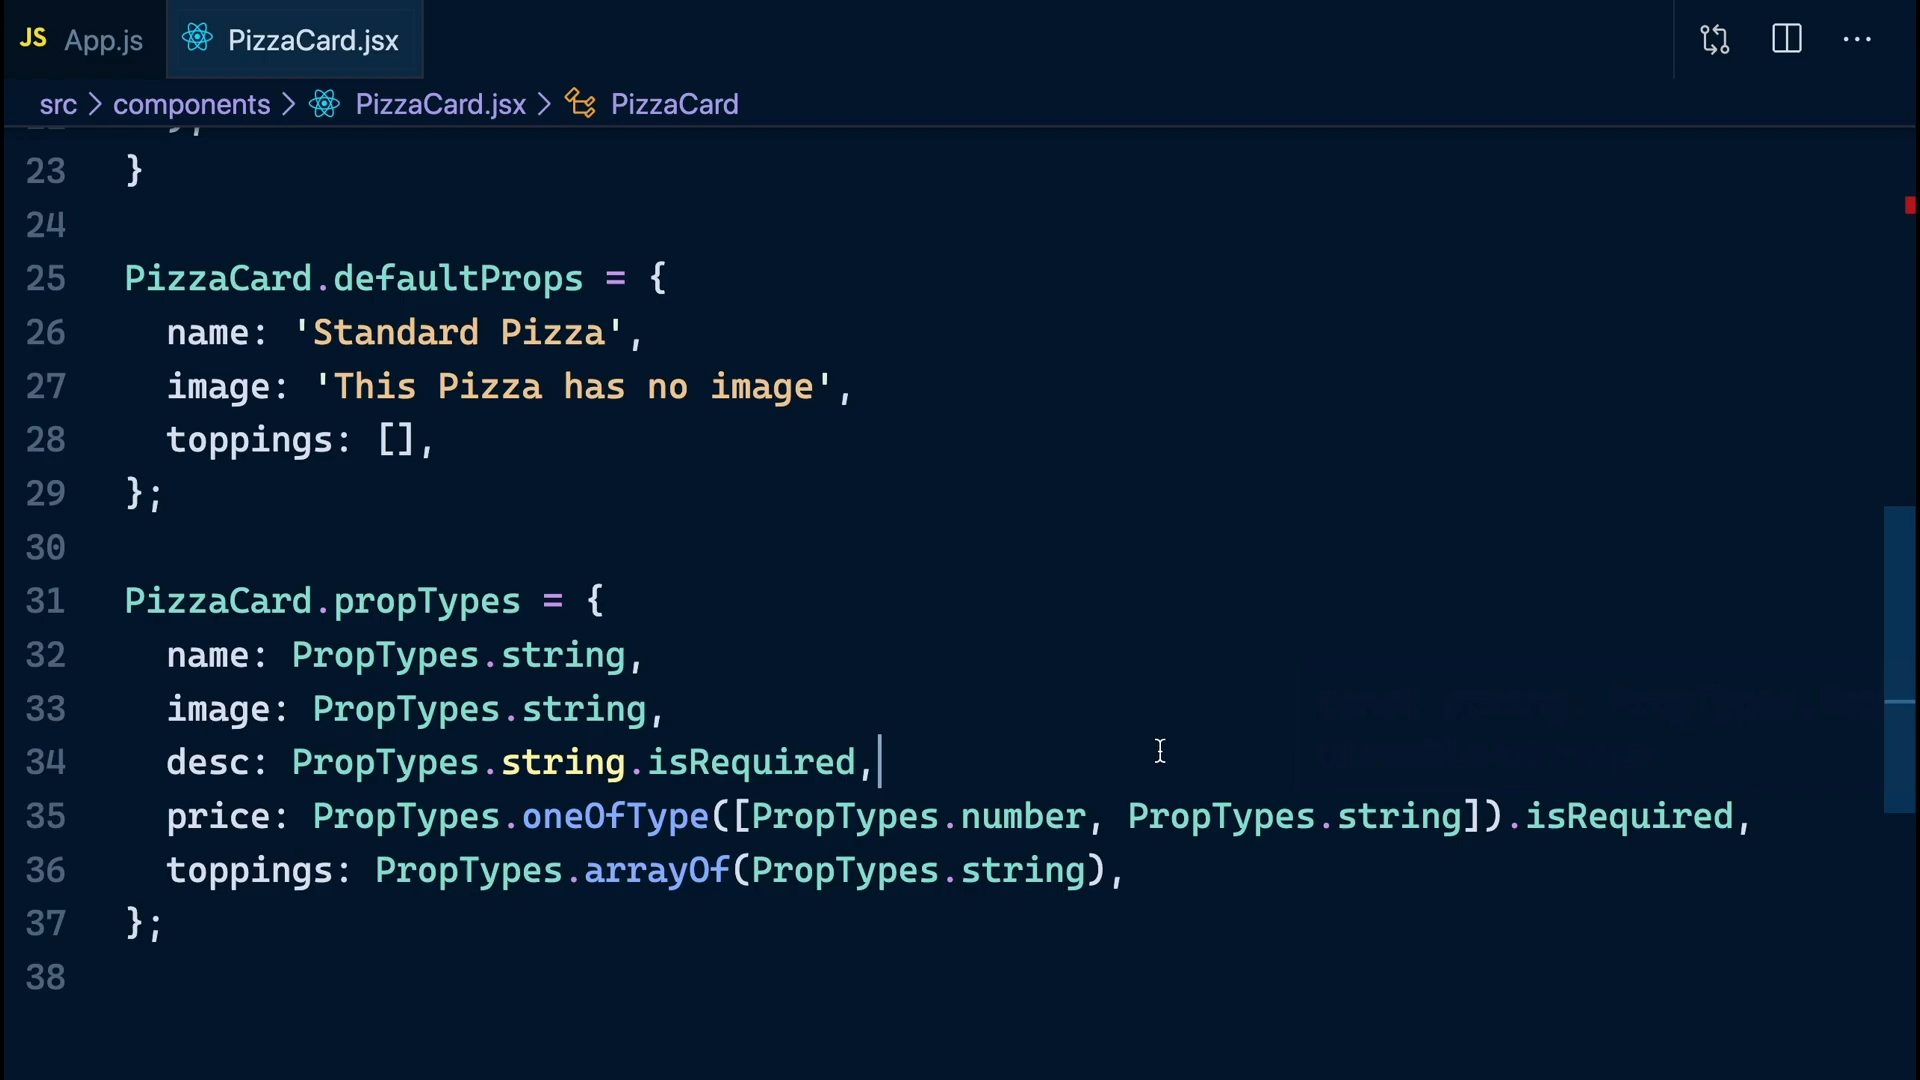 JS App.js PizzaCard.jsx
src > components > PizzaCard.jsx > PizzaCard
23 }
24
25 PizzaCard.defaultProps = {
26 name: 'Standard Pizza',
27 image: 'This Pizza has no image',
28 toppings: [],
29 };
30
31 PizzaCard.propTypes = {
32 name: PropTypes.string,
33 image: PropTypes.string,
34 desc: PropTypes.string.isRequired,
35 price: PropTypes.oneOfType([PropTypes.number, PropTypes.string]).isRequired,
36 toppings: PropTypes.arrayOf(PropTypes.string),
37 };
38